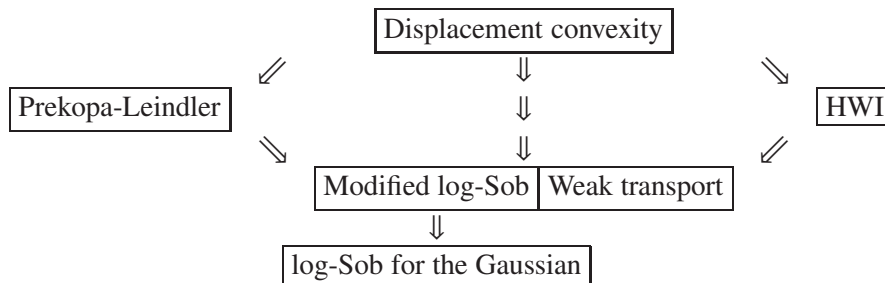 Displacement convexity
⇙ ⇓ ⇘
Prekopa-Leindler ⇓ HWI
⇘ ⇓ ⇙
Modified log-Sob Weak transport
⇓
log-Sob for the Gaussian